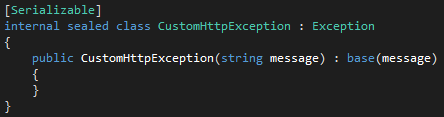 [Serializable]
internal sealed class CustomHttpException : Exception
{
    public CustomHttpException(string message) : base(message)
    {
    }
}